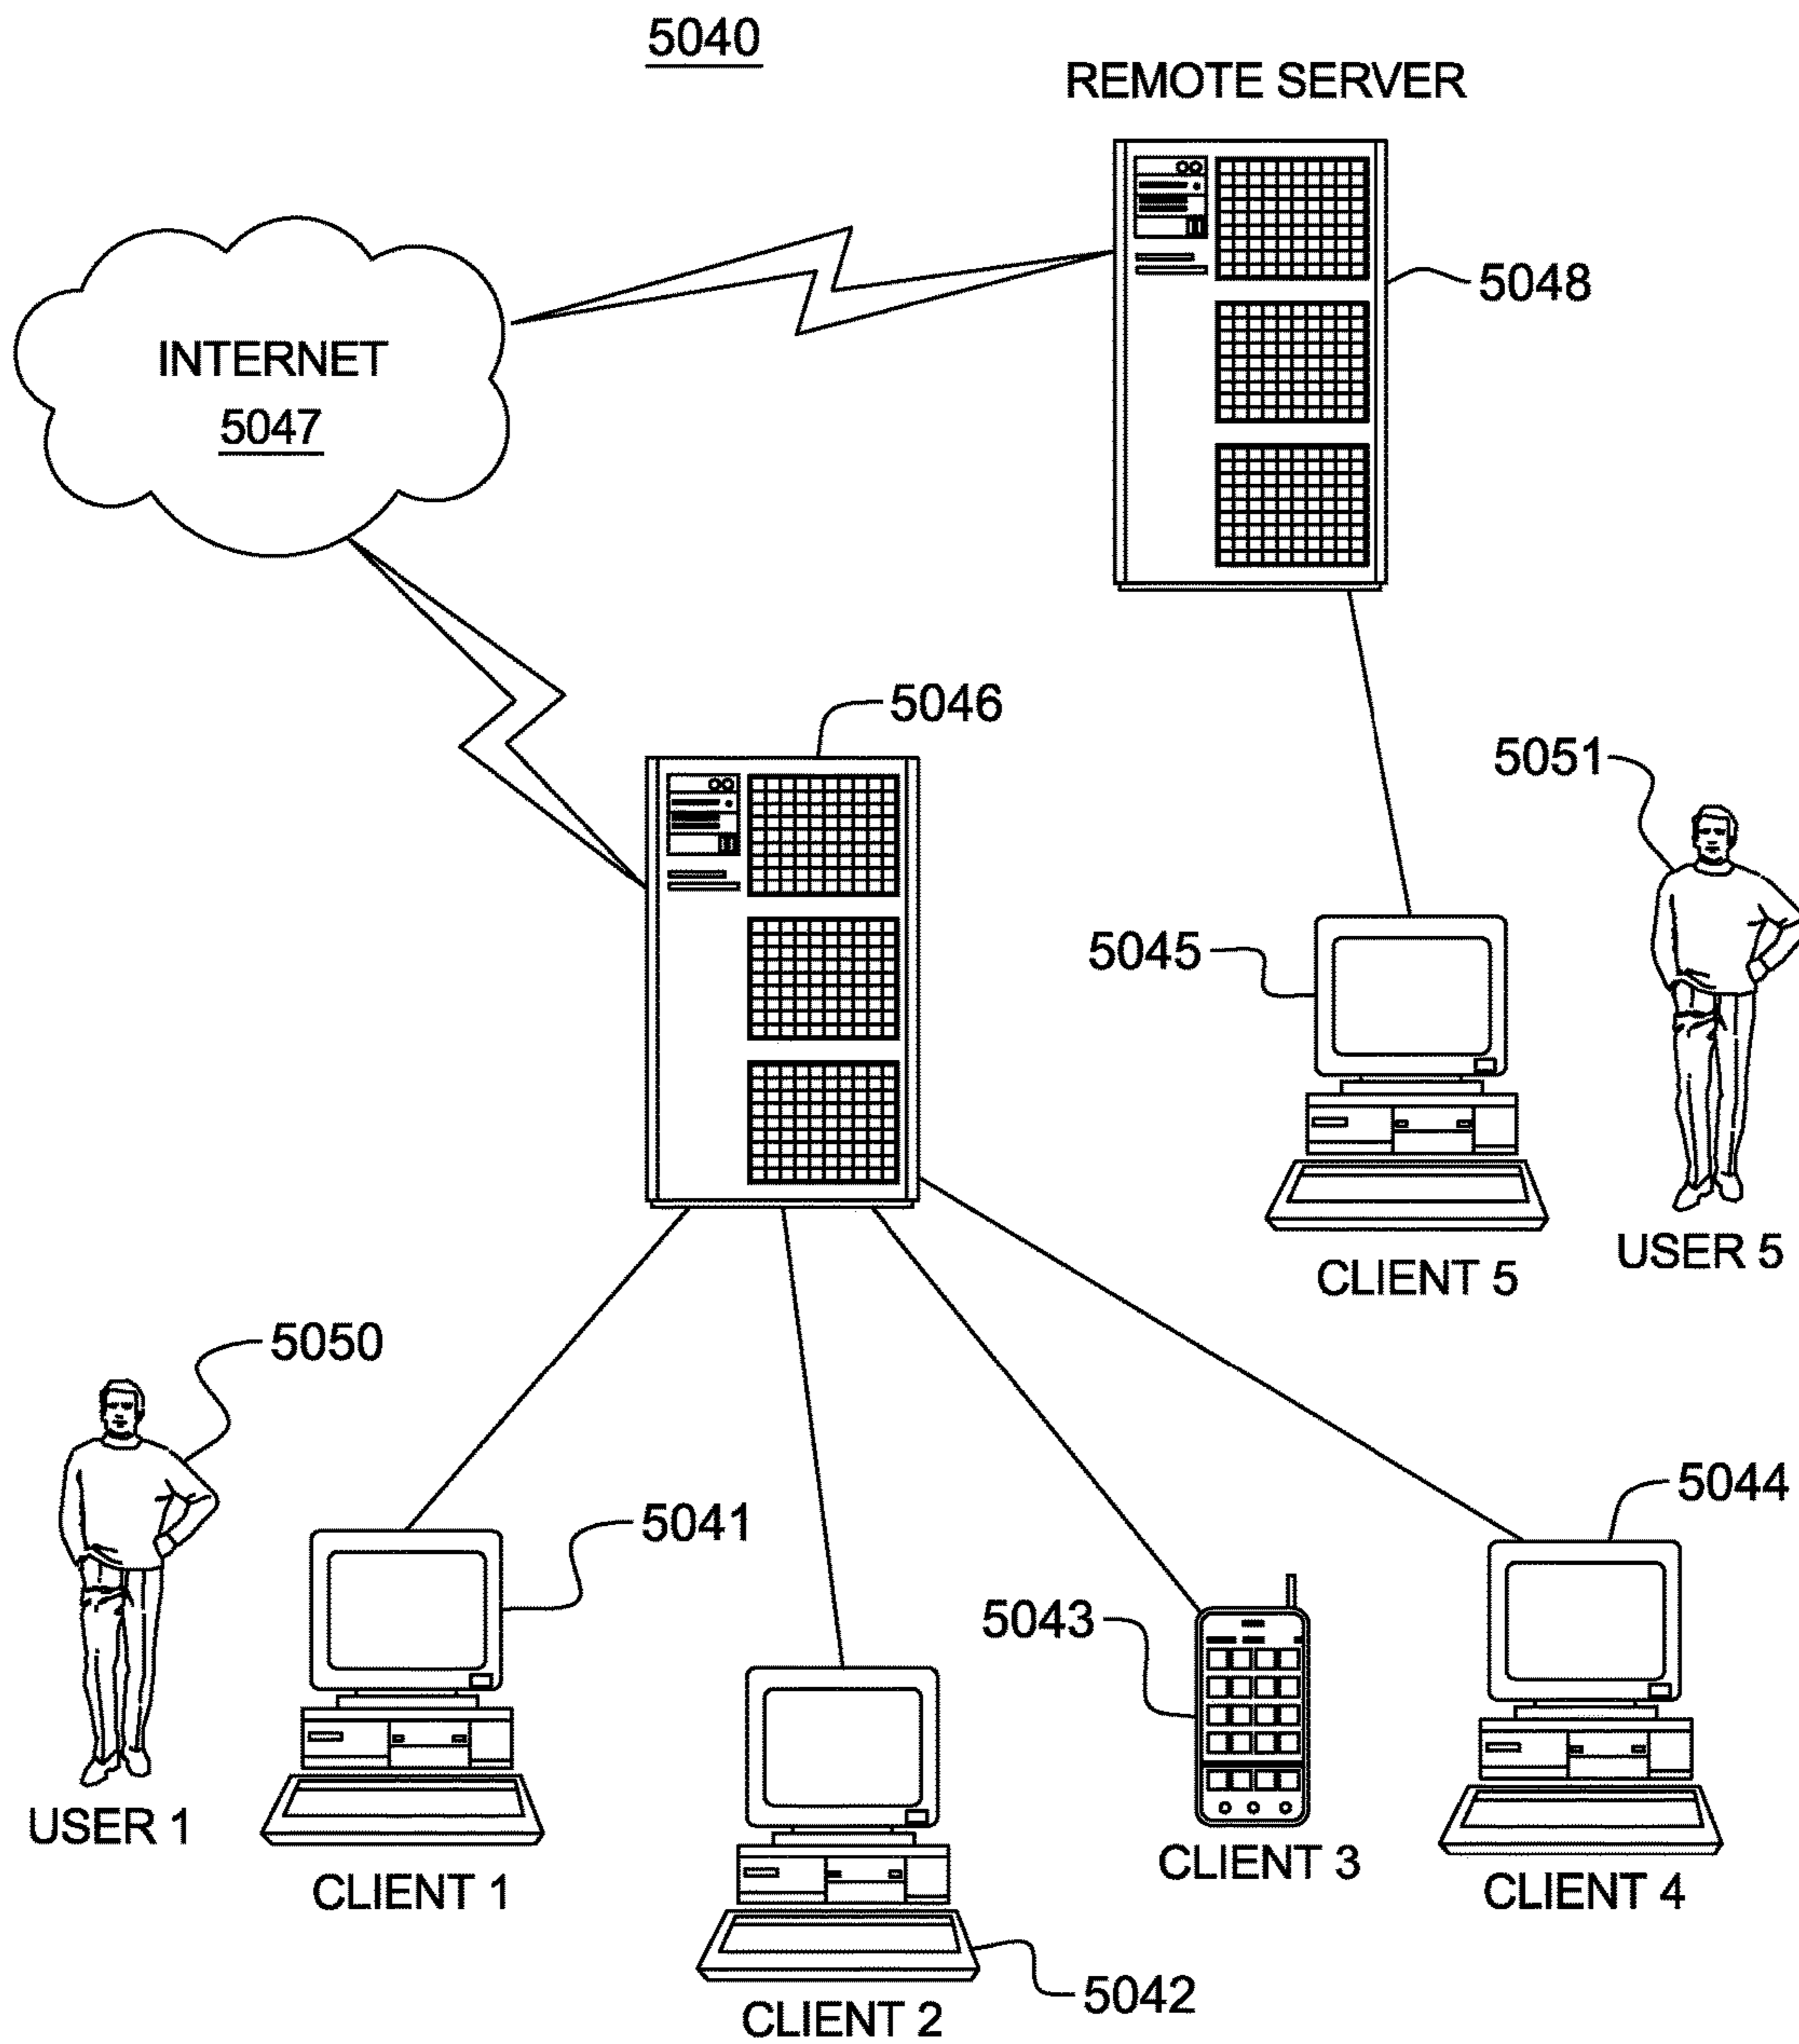 5040
REMOTE SERVER
5048
INTERNET
5047
5046
5051
5045
USER 5
CLIENT 5
5050
5041
5044
5043
USER 1
CLIENT 1
CLIENT 3
CLIENT 4
5042
CLIENT 2